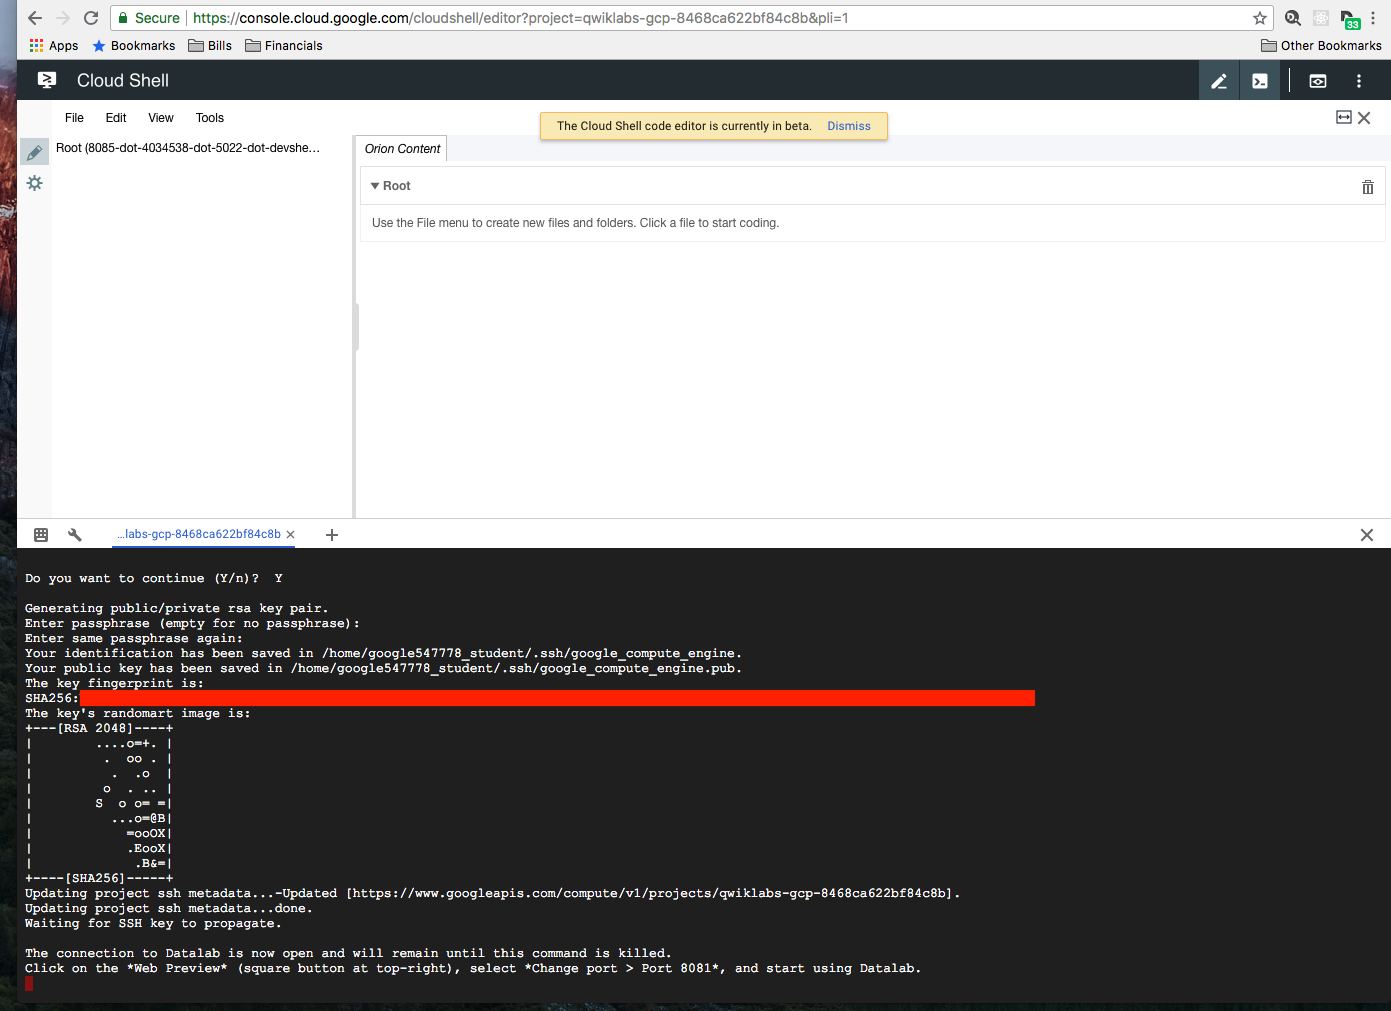 Secure https://console.cloud.google.com/cloudshell/editor?project=qwiklabs-gcp-8468ca622bf84c8b&pli=1
33
Apps Bookmarks Bills Financials Other Bookmarks
Cloud Shell
File Edit View Tools
The Cloud Shell code editor is currently in beta. Dismiss
Root (8085-dot-4034538-dot-5022-dot-devshe...
Orion Content
Root
Use the File menu to create new files and folders. Click a file to start coding.
...labs-gcp-8468ca622bf84c8b
Do you want to continue (Y/n)?  Y
Generating public/private rsa key pair.
Enter passphrase (empty for no passphrase):
Enter same passphrase again:
Your identification has been saved in /home/google547778_student/.ssh/google_compute_engine.
Your public key has been saved in /home/google547778_student/.ssh/google_compute_engine.pub.
The key fingerprint is:
SHA256:
The key's randomart image is:
+---[RSA 2048]----+
|        ....o=+. |
|         .  oo . |
|          .  .o  |
|         o  . .. |
|        S  o o= =|
|          ...o=@B|
|            =ooOX|
|            .EooX|
|             .B&=|
+----[SHA256]-----+
Updating project ssh metadata...-Updated [https://www.googleapis.com/compute/v1/projects/qwiklabs-gcp-8468ca622bf84c8b].
Updating project ssh metadata...done.
Waiting for SSH key to propagate.
The connection to Datalab is now open and will remain until this command is killed.
Click on the *Web Preview* (square button at top-right), select *Change port > Port 8081*, and start using Datalab.